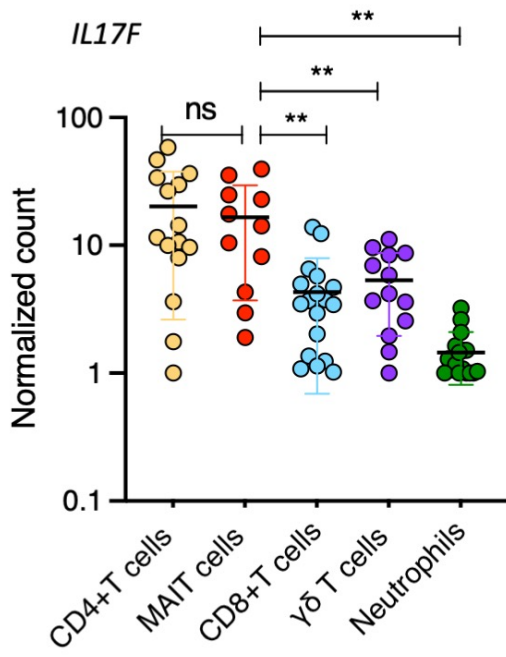 IL17F
**
**
ns
**
100
10
1
0.1
Normalized count
CD4+T cells
MAIT cells
CD8+T cells
γδ T cells
Neutrophils